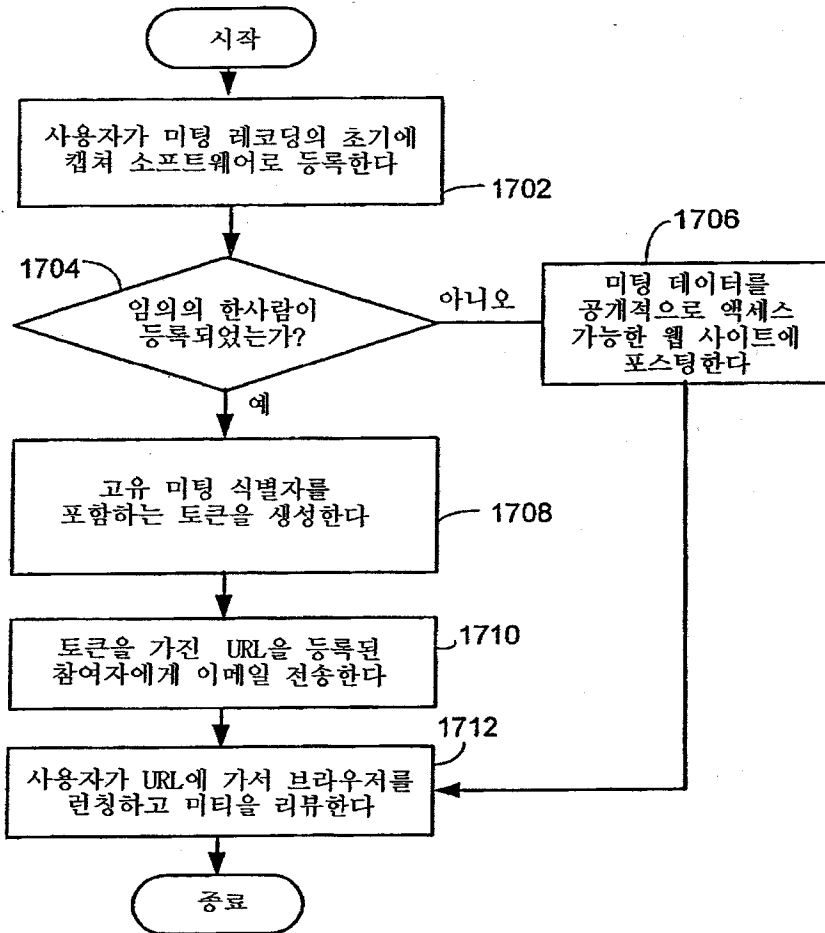 시작
사용자가 미팅 레코딩의 초기에
캡쳐 소프트웨어로 등록한다
1702
1704
임의의 한사람이
등록되었는가?
아니오
1706
미팅 데이터를
공개적으로 액세스
가능한 웹 사이트에
포스팅한다
예
고유 미팅 식별자를
포함하는 토큰을 생성한다
1708
토큰을 가진 URL을 등록된
참여자에게 이메일 전송한다
1710
1712
사용자가 URL에 가서 브라우저를
런칭하고 미티을 리뷰한다
종료